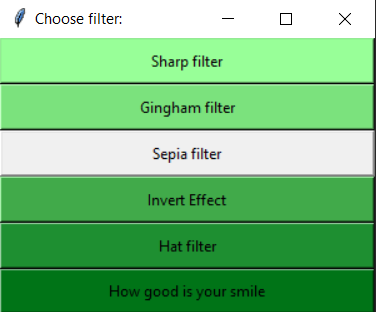 Choose filter:
Sharp filter
Gingham filter
Sepia filter
Invert Effect
Hat filter
How good is your smile